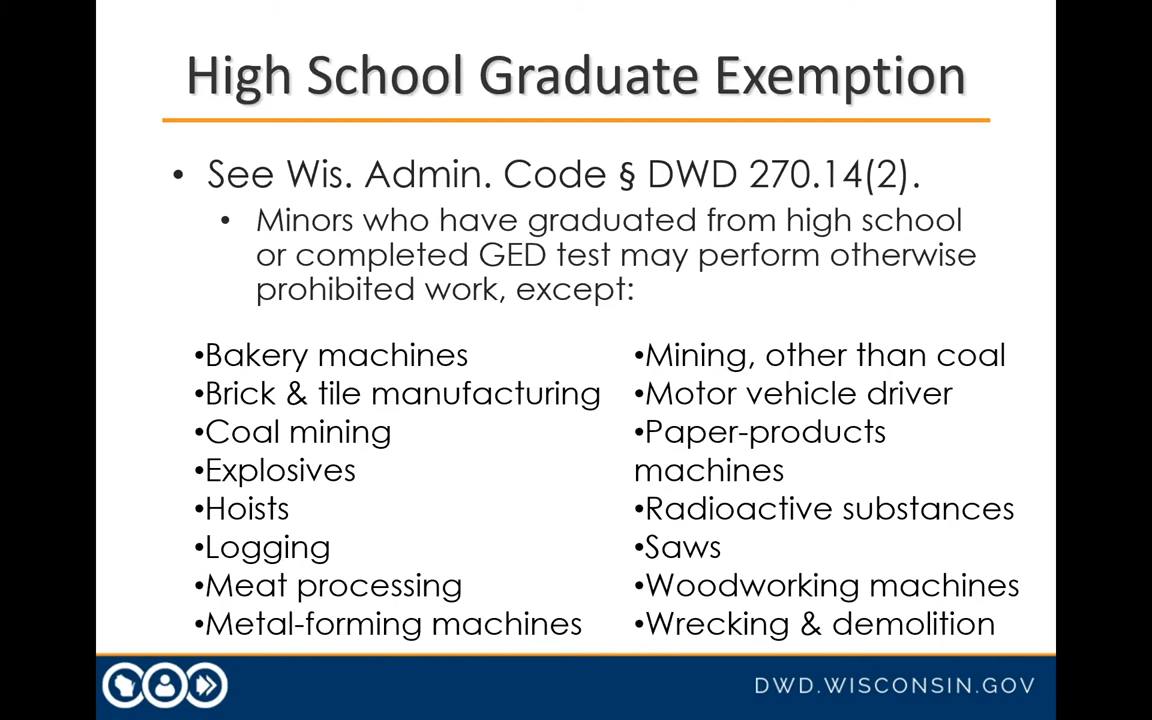 High School Graduate Exemption
• See Wis. Admin. Code § DWD 270.14(2).
• Minors who have graduated from high school
or completed GED test may perform otherwise
prohibited work, except:
•Bakery machines
•Brick & tile manufacturing
•Coal mining
•Explosives
•Hoists
•Logging
•Meat processing
•Metal-forming machines
•Mining, other than coal
•Motor vehicle driver
•Paper-products
machines
•Radioactive substances
•Saws
•Woodworking machines
•Wrecking & demolition
DWD.WISCONSIN.GOV